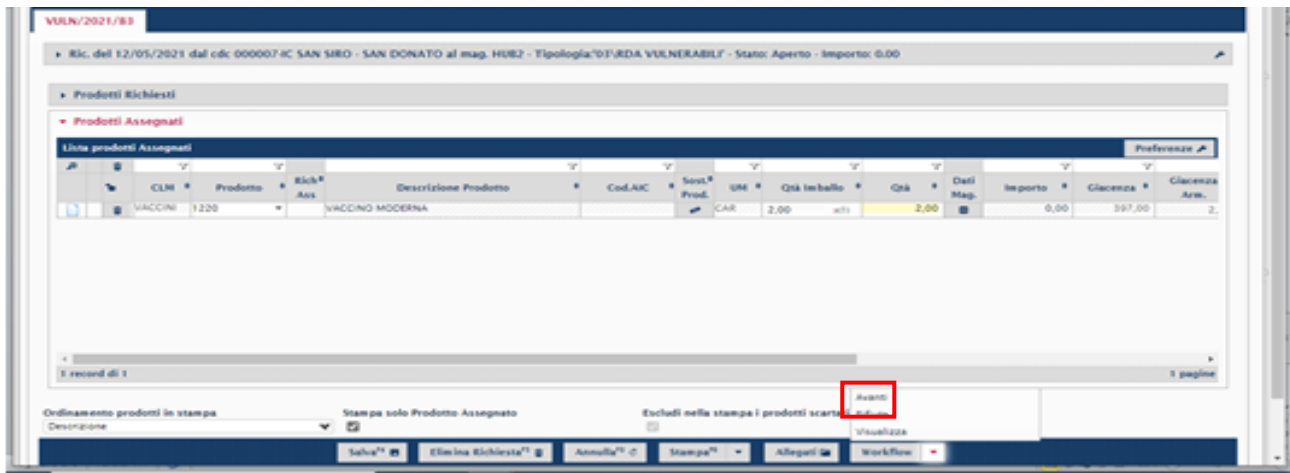 VULN/2021/83
Ric. del 12/05/2021 dal cdc 000007-IC SAN SIRO - SAN DONATO al mag. HUB2 - Tipologia:'03'\RDA VULNERABILI' - Stato: Aperto - Importo: 0.00
Prodotti Richiesti
Prodotti Assegnati
Lista prodotti Assegnati Preferenze
CLM Prodotto Rich Ass Descrizione Prodotto Cod.AIC Sost. Prod. UM Qtà Imballo Qtà Dati Mag. Importo Giacenza Giacenza Arm.
VACCINI 1220 VACCINO MODERNA CAR 2,00 2,00 0,00 397,00 2,
1 record di 1 1 pagine
Avanti
Ordinamento prodotti in stampa Stampa solo Prodotto Assegnato Escludi nella stampa i prodotti scartati
Descrizione Visualizza
Salva Elimina Richiesta Annulla Stampa Allegati Workflow